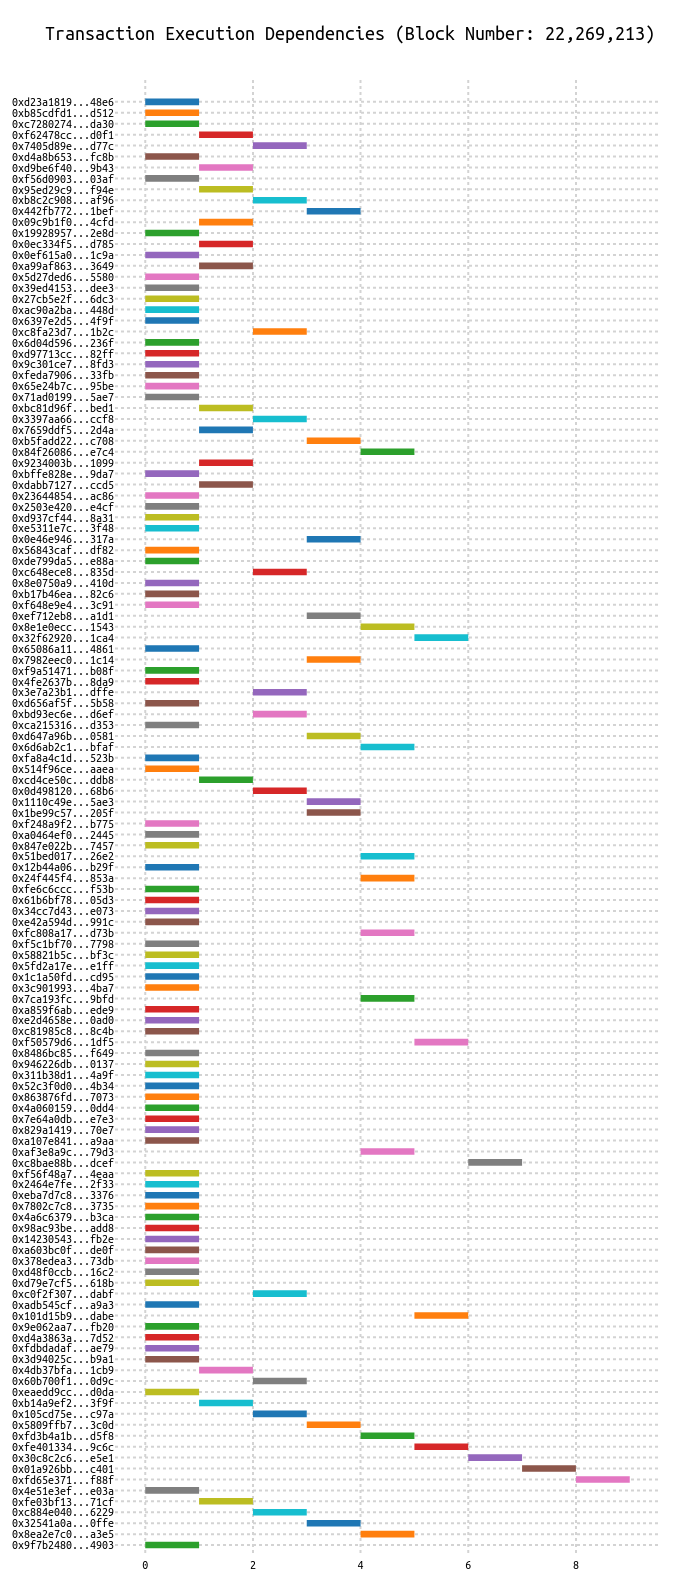 Transaction Execution Dependencies (Block Number: 22,269,213)
0xd23a1819...48e6
0xb85cdfd1...d512
0xc7280274...da30
0xf62478cc...d0f1
0x7405d89e...d77c
0xd4a8b653...fc8b
0xd9be6f40...9b43
0xf56d0903...03af
0x95ed29c9...f94e
0xb8c2c908...af96
0x442fb772...1bef
0x09c9b1f0...4cfd
0x19928957...2e8d
0x0ec334f5...d785
0x0ef615a0...1c9a
0xa99af863...3649
0x5d27ded6...5580
0x39ed4153...dee3
0x27cb5e2f...6dc3
0xac90a2ba...448d
0x6397e2d5...4f9f
0xc8fa23d7...1b2c
0x6d04d596...236f
0xd97713cc...82ff
0x9c301ce7...8fd3
0xfeda7906...33fb
0x65e24b7c...95be
0x71ad0199...5ae7
0xbc81d96f...bed1
0x3397aa66...ccf8
0x7659ddf5...2d4a
0xb5fadd22...c708
0x84f26086...e7c4
0x9234003b...1099
0xbffe828e...9da7
0xdabb7127...ccd5
0x23644854...ac86
0x2503e420...e4cf
0xd937cf44...8a31
0xe5311e7c...3f48
0x0e46e946...317a
0x56843caf...df82
0xde799da5...e88a
0xc648ece8...835d
0x8e0750a9...410d
0xb17b46ea...82c6
0xf648e9e4...3c91
0xef712eb8...a1d1
0x8e1e0ecc...1543
0x32f62920...1ca4
0x65086a11...4861
0x7982eec0...1c14
0xf9a51471...b08f
0x4fe2637b...8da9
0x3e7a23b1...dffe
0xd656af5f...5b58
0xbd93ec6e...d6ef
0xca215316...d353
0xd647a96b...0581
0x6d6ab2c1...bfaf
0xfa8a4c1d...523b
0x514f96ce...aaea
0xcd4ce50c...ddb8
0x0d498120...68b6
0x1110c49e...5ae3
0x1be99c57...205f
0xf248a9f2...b775
0xa0464ef0...2445
0x847e022b...7457
0x51bed017...26e2
0x12b44a06...b29f
0x24f445f4...853a
0xfe6c6ccc...f53b
0x61b6bf78...05d3
0x34cc7d43...e073
0xe42a594d...991c
0xfc808a17...d73b
0xf5c1bf70...7798
0x58821b5c...bf3c
0x5fd2a17e...e1ff
0x1c1a50fd...cd95
0x3c901993...4ba7
0x7ca193fc...9bfd
0xa859f6ab...ede9
0xe2d4658e...0ad0
0xc81985c8...8c4b
0xf50579d6...1df5
0x8486bc85...f649
0x946226db...0137
0x311b38d1...4a9f
0x52c3f0d0...4b34
0x863876fd...7073
0x4a060159...0dd4
0x7e64a0db...e7e3
0x829a1419...70e7
0xa107e841...a9aa
0xaf3e8a9c...79d3
0xc8bae88b...dcef
0xf56f48a7...4eaa
0x2464e7fe...2f33
0xeba7d7c8...3376
0x7802c7c8...3735
0x4a6c6379...b3ca
0x98ac93be...add8
0x14230543...fb2e
0xa603bc0f...de0f
0x378edea3...73db
0xd48f0ccb...16c2
0xd79e7cf5...618b
0xc0f2f307...dabf
0xadb545cf...a9a3
0x101d15b9...dabe
0x9e062aa7...fb20
0xd4a3863a...7d52
0xfdbdadaf...ae79
0x3d94025c...b9a1
0x4db37bfa...1cb9
0x60b700f1...0d9c
0xeaedd9cc...d0da
0xb14a9ef2...3f9f
0x105cd75e...c97a
0x5809ffb7...3c0d
0xfd3b4a1b...d5f8
0xfe401334...9c6c
0x30c8c2c6...e5e1
0x01a926bb...c401
0xfd65e371...f88f
0x4e51e3ef...e03a
0xfe03bf13...71cf
0xc884e040...6229
0x32541a0a...0ffe
0x8ea2e7c0...a3e5
0x9f7b2480...4903
0 2 4 6 8